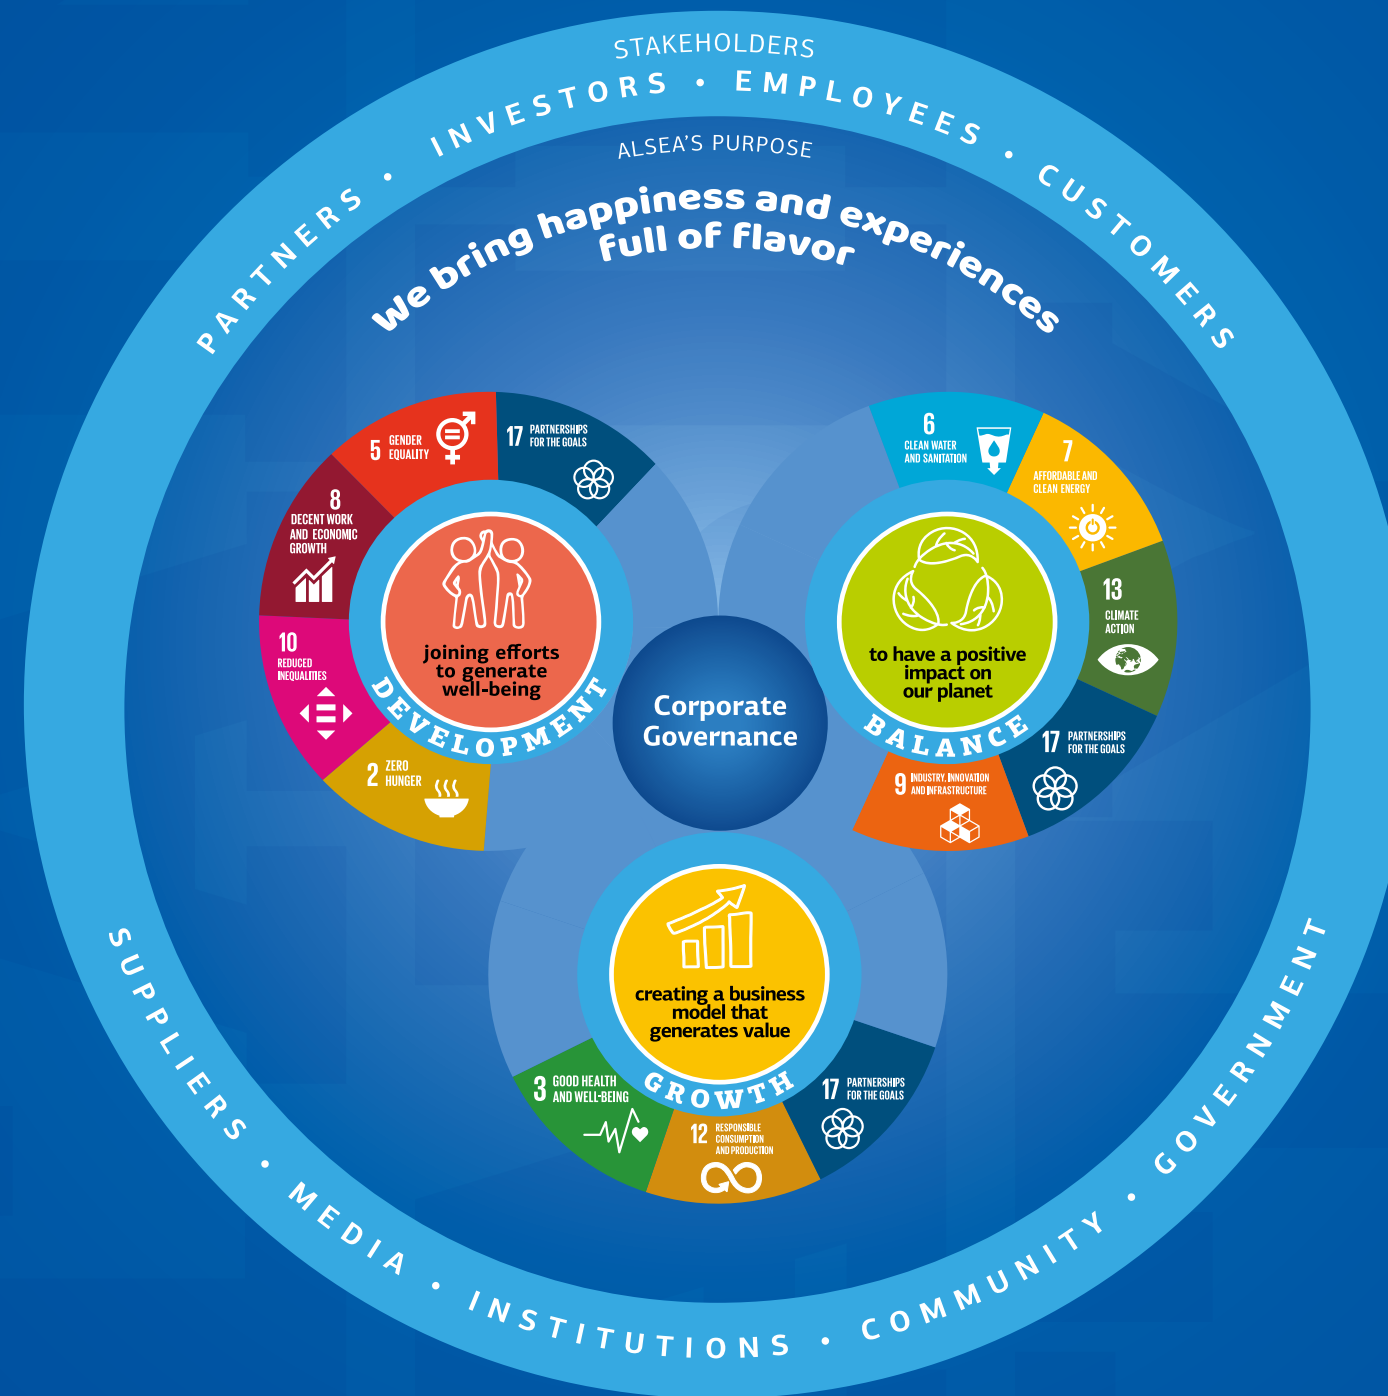 STAKEHOLDERS
PARTNERS • INVESTORS • EMPLOYEES • CUSTOMERS
ALSEA'S PURPOSE
We bring happiness and experiences
full of flavor
5 GENDER
EQUALITY
17 PARTNERSHIPS
FOR THE GOALS
8
DECENT WORK
AND ECONOMIC
GROWTH
10
REDUCED
INEQUALITIES
2 ZERO
HUNGER
joining efforts
to generate
well-being
DEVELOPMENT
6
CLEAN WATER
AND SANITATION
7
AFFORDABLE AND
CLEAN ENERGY
13
CLIMATE
ACTION
17 PARTNERSHIPS
FOR THE GOALS
9 INDUSTRY, INNOVATION
AND INFRASTRUCTURE
to have a positive
impact on
our planet
BALANCE
Corporate
Governance
creating a business
model that
generates value
GROWTH
3 GOOD HEALTH
AND WELL-BEING
12 RESPONSIBLE
CONSUMPTION
AND PRODUCTION
17 PARTNERSHIPS
FOR THE GOALS
SUPPLIERS • MEDIA • INSTITUTIONS • COMMUNITY • GOVERNMENT